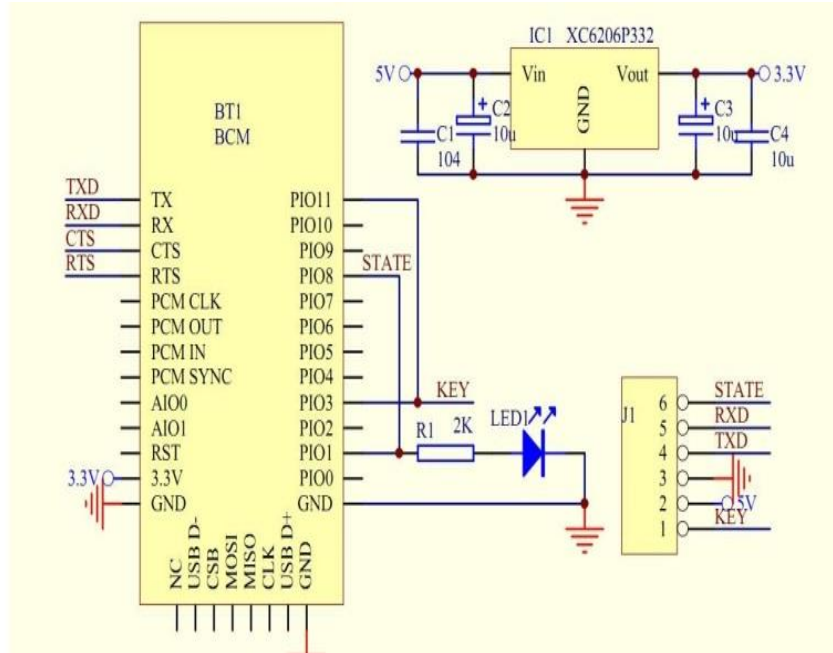 BT1
BCM
TXD
RXD
CTS
RTS
TX
RX
CTS
RTS
PCM CLK
PCM OUT
PCM IN
PCM SYNC
AIO0
AIO1
RST
3.3V
3.3V
GND
PIO11
PIO10
PIO9
PIO8
PIO7
PIO6
PIO5
PIO4
PIO3
PIO2
PIO1
PIO0
GND
NC
USB D-
CSB
MOSI
MISO
CLK
USB D+
GND
STATE
KEY
R1 2K
LED1
IC1 XC6206P332
5V
Vin
Vout
GND
3.3V
C1
104
C2
10u
C3
10u
C4
10u
J1
6 STATE
5 RXD
4 TXD
3
2 5V
1 KEY